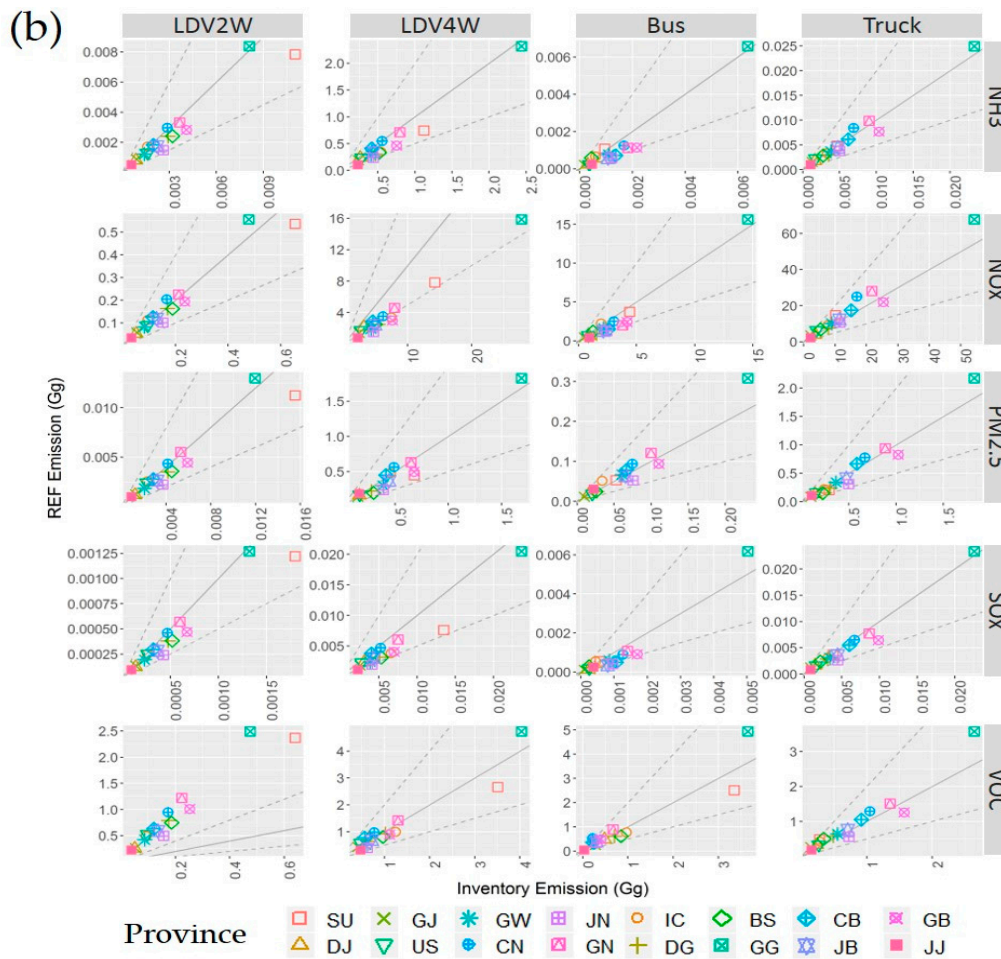 (b)
LDV2W LDV4W Bus Truck
0.008 2.0 0.006 0.025
0.006 1.5 0.004 0.020
0.004 1.0 0.002 0.015
0.002 0.5 0.000 0.010
0.0 0.005
0.000
NH3
0.003 0.006 0.009 0.5 1.0 1.5 2.0 2.5 0.000 0.002 0.004 0.006 0.000 0.005 0.010 0.015 0.020
0.5 16 15 60
0.4 12 10 40
0.3 8 5 20
0.2 4 0 0
0.1
NOx
0.2 0.4 0.6 10 20 0 5 10 15 0 10 20 30 40 50
REF Emission (Gg)
0.010 1.5 0.3 2.0
0.005 1.0 0.2 1.5
0.5 0.1 1.0
0.0 0.5
0.0
PM2.5
0.004 0.008 0.012 0.016 0.5 1.0 1.5 0.00 0.05 0.10 0.15 0.20 0.0 0.5 1.0 1.5
0.00125 0.020 0.006 0.020
0.00100 0.015 0.004 0.015
0.00075 0.010 0.002 0.010
0.00050 0.005 0.000 0.005
0.00025 0.000
SOx
0.0005 0.0010 0.0015 0.005 0.010 0.015 0.020 0.000 0.001 0.002 0.003 0.004 0.005 0.000 0.005 0.010 0.015 0.020
2.5 4 5 3
2.0 3 4 2
1.5 2 3 1
1.0 1 2 0
0.5 1
0
VOC
0.2 0.4 0.6 1 2 3 4 0 1 2 3 1 2
Inventory Emission (Gg)
Province SU GJ GW JN IC BS CB GB
DJ US CN GN DG GG JB JJ